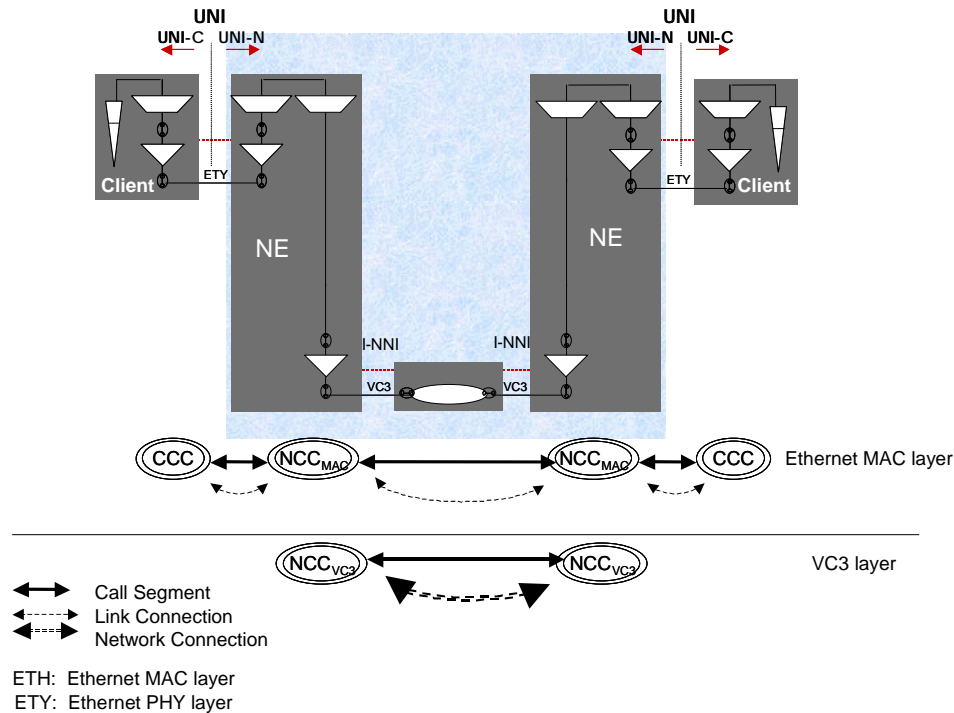 UNI
UNI-C UNI-N
UNI
UNI-N UNI-C
Client
ETY
NE
NE
ETY
Client
I-NNI
I-NNI
VC3
VC3
CCC
NCCMAC
NCCMAC
CCC
Ethernet MAC layer
NCCVC3
NCCVC3
VC3 layer
Call Segment
Link Connection
Network Connection
ETH: Ethernet MAC layer
ETY: Ethernet PHY layer